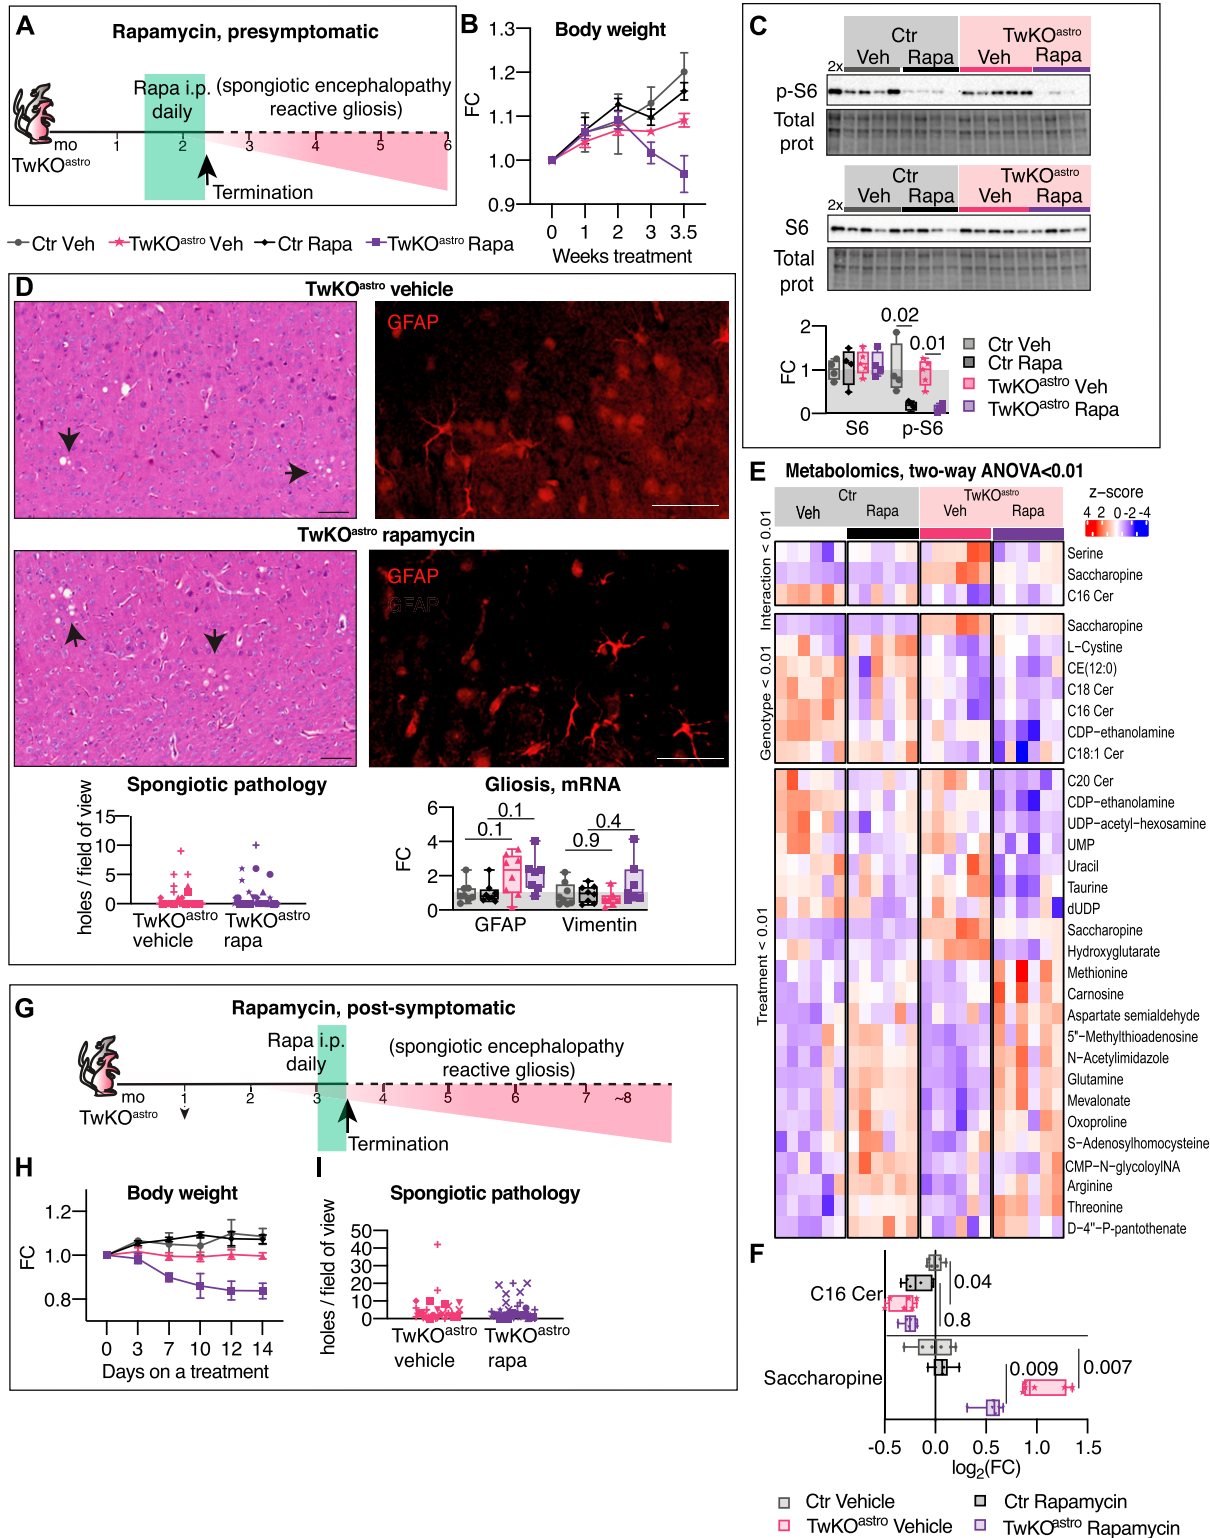 A
Rapamycin, presymptomatic
Rapa i.p.
daily
(spongiotic encephalopathy
reactive gliosis)
mo
1
2
3
4
5
6
TwKOastro
Termination
B
Body weight
FC
1.3
1.2
1.1
1.0
0.9
0
1
2
3
3.5
Weeks treatment
Ctr Veh
TwKOastro Veh
Ctr Rapa
TwKOastro Rapa
C
Ctr
TwKOastro
Veh
Rapa
Veh
Rapa
2x
p-S6
Total
prot
Ctr
TwKOastro
Veh
Rapa
Veh
Rapa
2x
S6
Total
prot
FC
2
1
0
0.02
0.01
S6
p-S6
Ctr Veh
Ctr Rapa
TwKOastro Veh
TwKOastro Rapa
D
TwKOastro vehicle
GFAP
TwKOastro rapamycin
GFAP
GFAP
Spongiotic pathology
holes / field of view
15
10
5
0
TwKOastro
vehicle
TwKOastro
rapa
Gliosis, mRNA
FC
6
4
2
0
0.1
0.1
0.4
0.9
GFAP
Vimentin
E
Metabolomics, two-way ANOVA<0.01
Ctr
TwKOastro
Veh
Rapa
Veh
Rapa
z-score
4 2 0 -2 -4
Interaction < 0.01
Serine
Saccharopine
C16 Cer
Genotype < 0.01
Saccharopine
L-Cystine
CE(12:0)
C18 Cer
C16 Cer
CDP-ethanolamine
C18:1 Cer
Treatment < 0.01
C20 Cer
CDP-ethanolamine
UDP-acetyl-hexosamine
UMP
Uracil
Taurine
dUDP
Saccharopine
Hydroxyglutarate
Methionine
Carnosine
Aspartate semialdehyde
5"-Methylthioadenosine
N-Acetylimidazole
Glutamine
Mevalonate
Oxoproline
S-Adenosylhomocysteine
CMP-N-glycoloylNA
Arginine
Threonine
D-4"-P-pantothenate
F
C16 Cer
0.04
0.8
Saccharopine
0.009
0.007
-0.5
0.0
0.5
1.0
1.5
log2(FC)
Ctr Vehicle
Ctr Rapamycin
TwKOastro Vehicle
TwKOastro Rapamycin
G
Rapamycin, post-symptomatic
Rapa i.p.
daily
(spongiotic encephalopathy
reactive gliosis)
mo
1
2
3
4
5
6
7
~8
TwKOastro
Termination
H
Body weight
FC
1.2
1.0
0.8
0
3
7
10
12
14
Days on a treatment
I
Spongiotic pathology
holes / field of view
50
40
30
20
10
0
TwKOastro
vehicle
TwKOastro
rapa